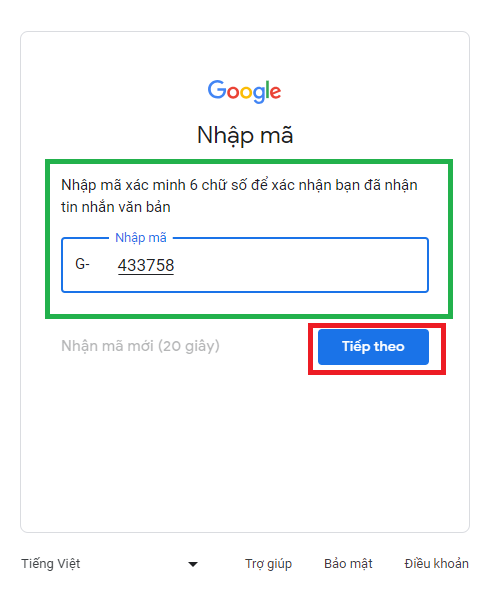 Google
Nhập mã
Nhập mã xác minh 6 chữ số để xác nhận bạn đã nhận
tin nhắn văn bản
Nhập mã
G- 433758
Nhận mã mới (20 giây) Tiếp theo
Tiếng Việt Trợ giúp Bảo mật Điều khoản